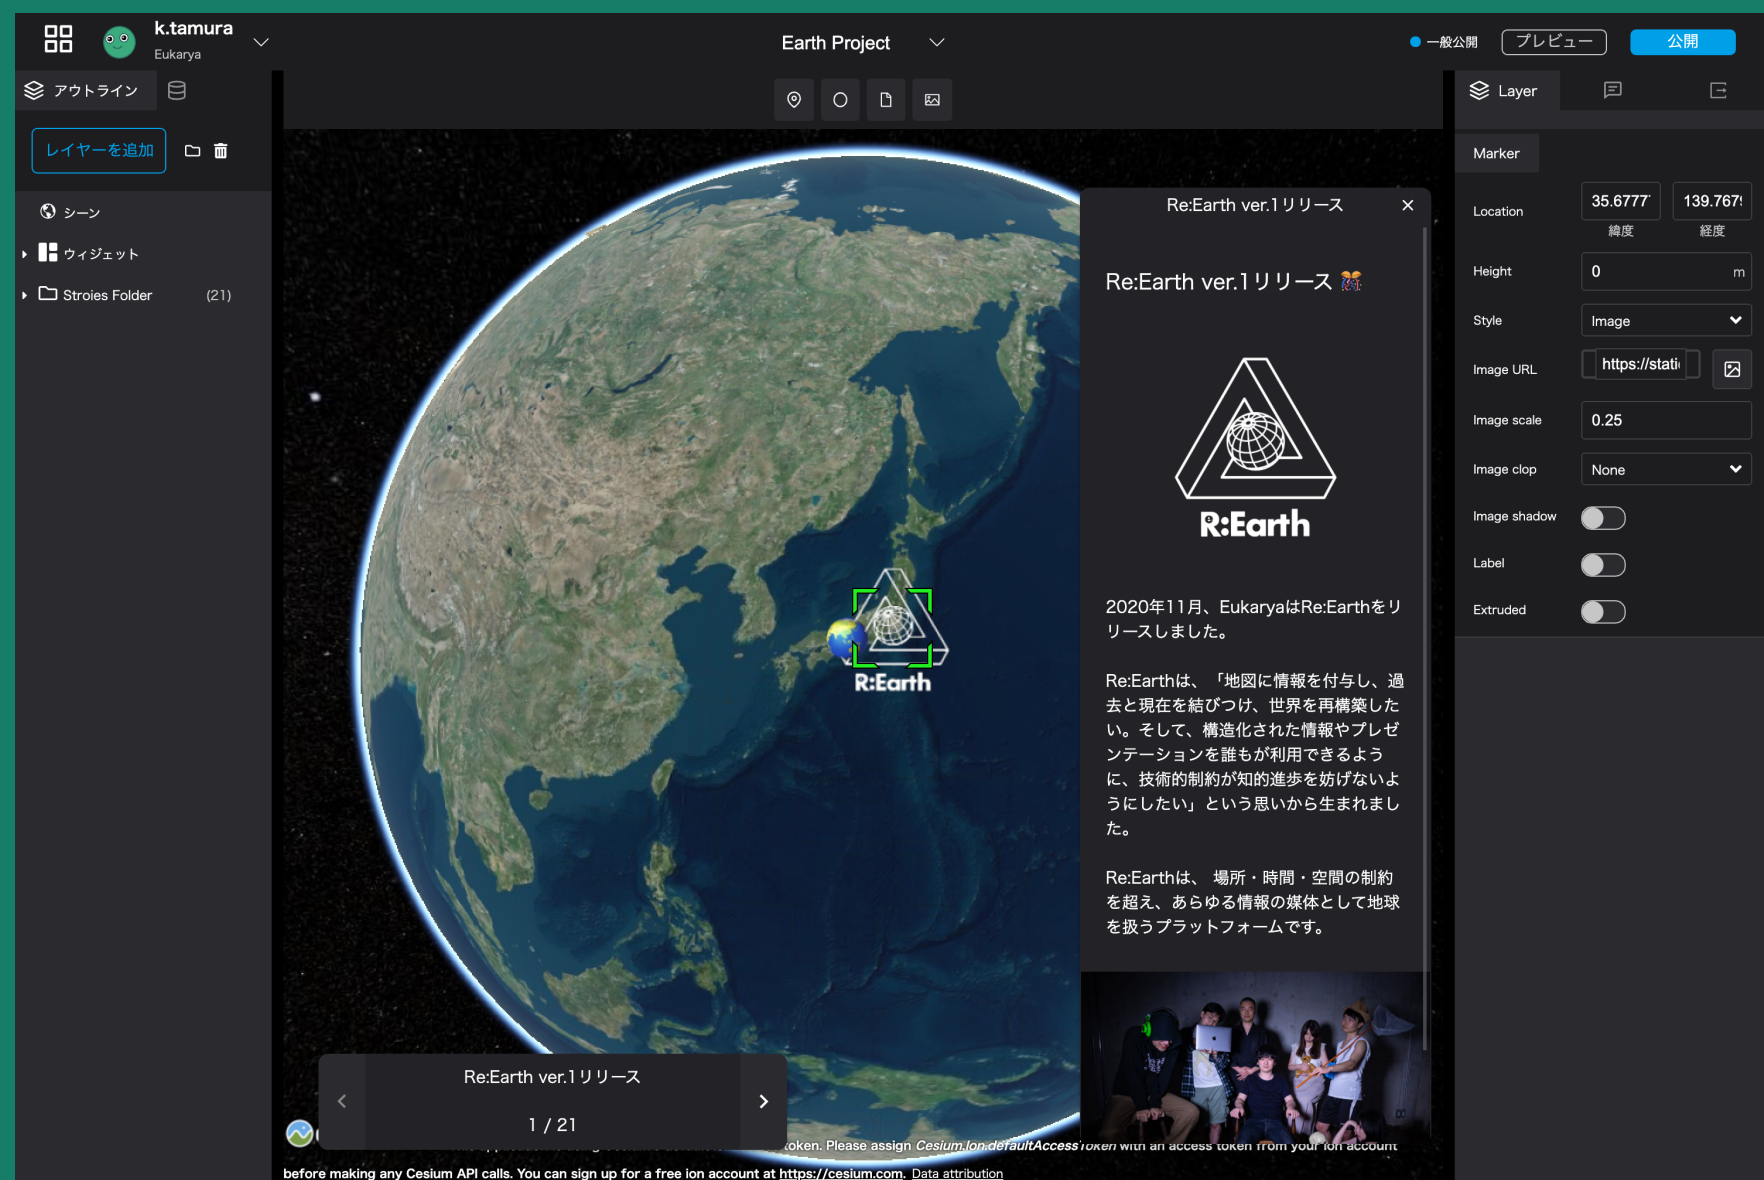 k.tamura
Eukarya
Earth Project
一般公開
プレビュー
公開
アウトライン
レイヤーを追加
シーン
ウィジェット
Stroies Folder (21)
Re:Earth ver.1リリース
Re:Earth ver.1リリース 🎊
R:Earth
2020年11月、EukaryaはRe:Earthをリ
リースしました。
Re:Earthは、「地図に情報を付与し、過
去と現在を結びつけ、世界を再構築した
い。そして、構造化された情報やプレゼ
ンテーションを誰もが利用できるよう
に、技術的制約が知的進歩を妨げないよ
うにしたい」という思いから生まれまし
た。
Re:Earthは、 場所・時間・空間の制約
を超え、あらゆる情報の媒体として地球
を扱うプラットフォームです。
R:Earth
Re:Earth ver.1リリース
1 / 21
token. Please assign Cesium.Ion.defaultAccessToken with an access token from your ion account
before making any Cesium API calls. You can sign up for a free ion account at https://cesium.com. Data attribution
Layer
Marker
Location 35.6777 139.767
緯度 経度
Height 0 m
Style Image
Image URL https://stati
Image scale 0.25
Image clop None
Image shadow
Label
Extruded